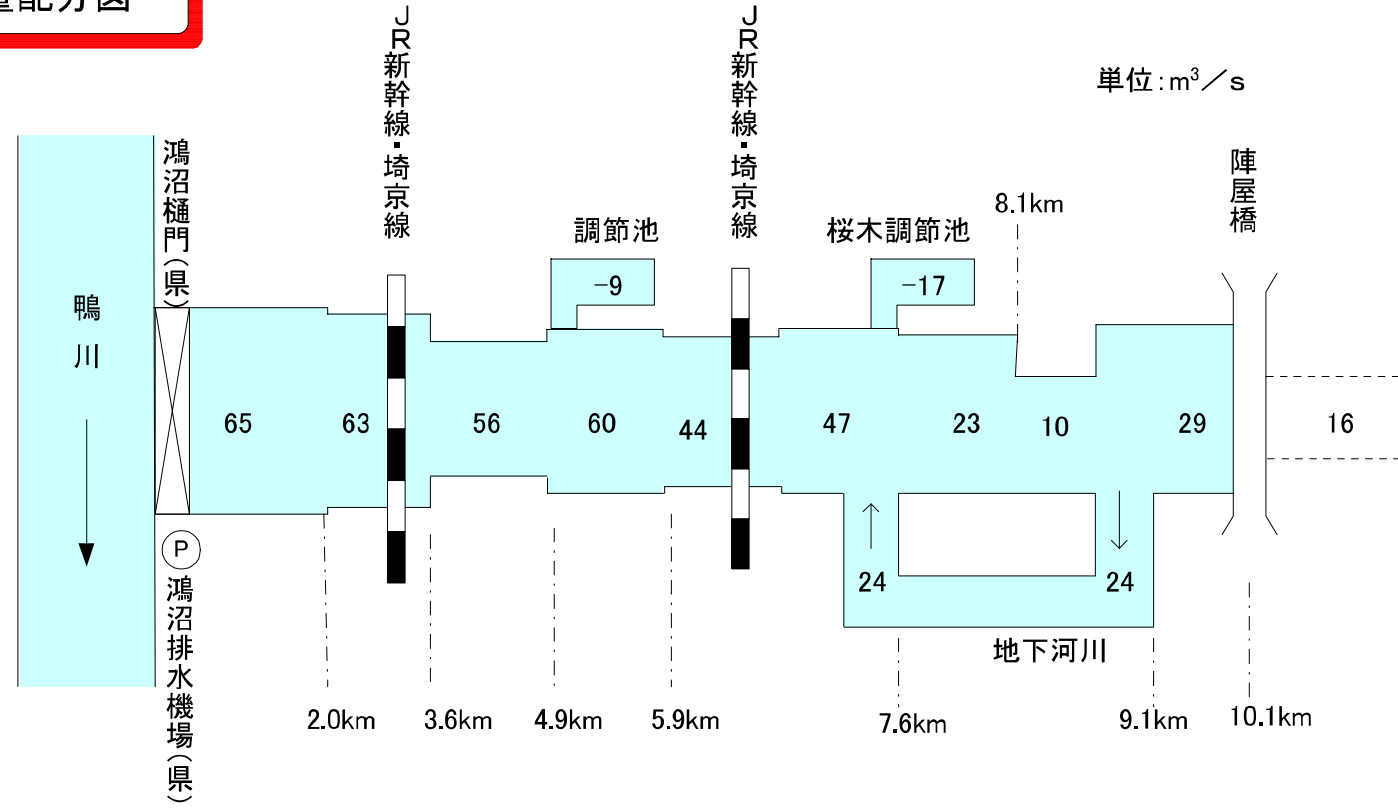 量配分図
単位:m³／s
JR新幹線・埼京線
JR新幹線・埼京線
鴻沼樋門(県)
陣屋橋
8.1km
調節池
桜木調節池
-9
-17
鴨川
65
63
56
60
44
47
23
10
29
16
P
鴻沼排水機場(県)
24
24
地下河川
2.0km
3.6km
4.9km
5.9km
7.6km
9.1km
10.1km